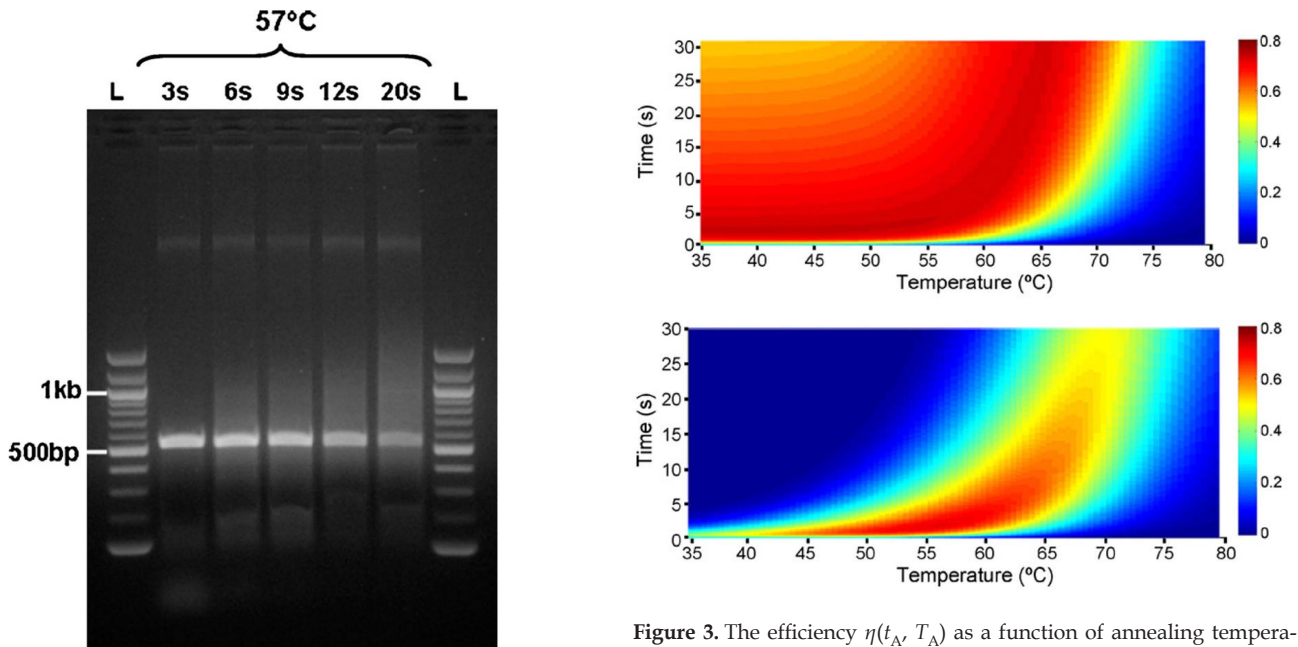 57°C
L 3s 6s 9s 12s 20s L
1kb
500bp
Time (s)
30
25
20
15
10
5
0
35 40 45 50 55 60 65 70 75 80
Temperature (ºC)
0.8
0.6
0.4
0.2
0
Time (s)
30
25
20
15
10
5
0
35 40 45 50 55 60 65 70 75 80
Temperature (ºC)
0.8
0.6
0.4
0.2
0
Figure 3. The efficiency η(tA, TA) as a function of annealing tempera-